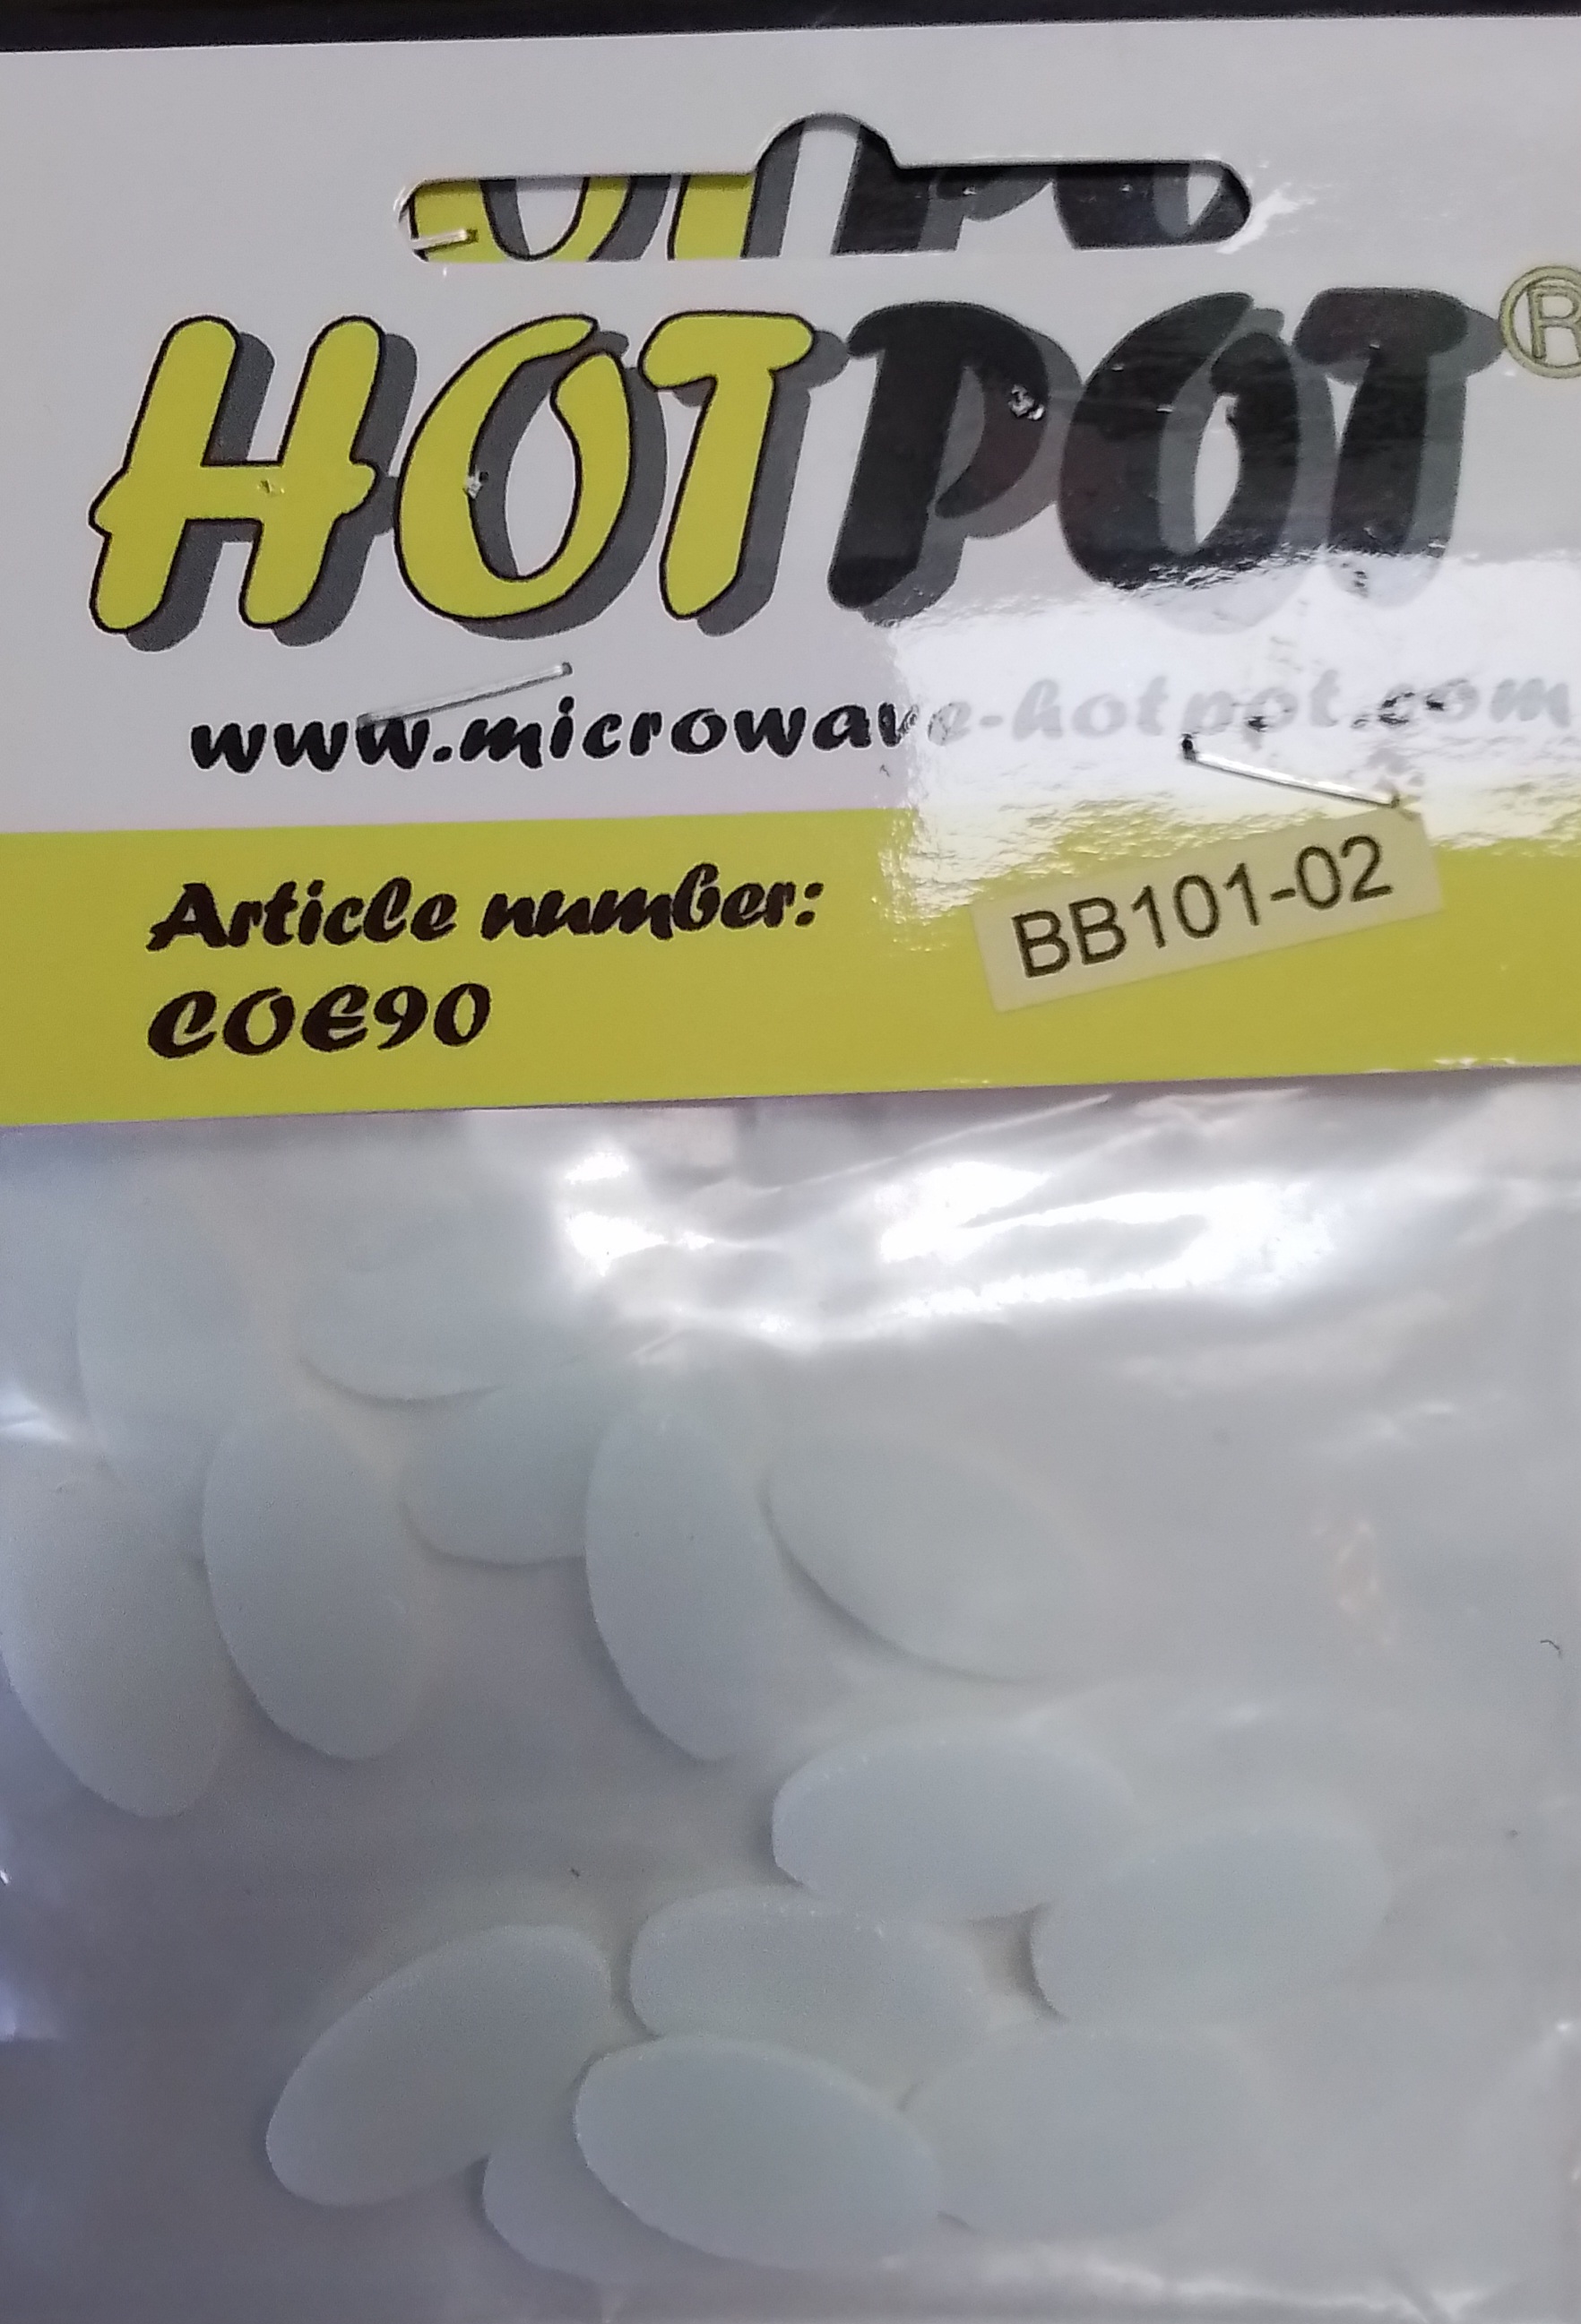 HOTPOT®
www.microwave-hotpot.com
Article number:
BB101-02
COE90